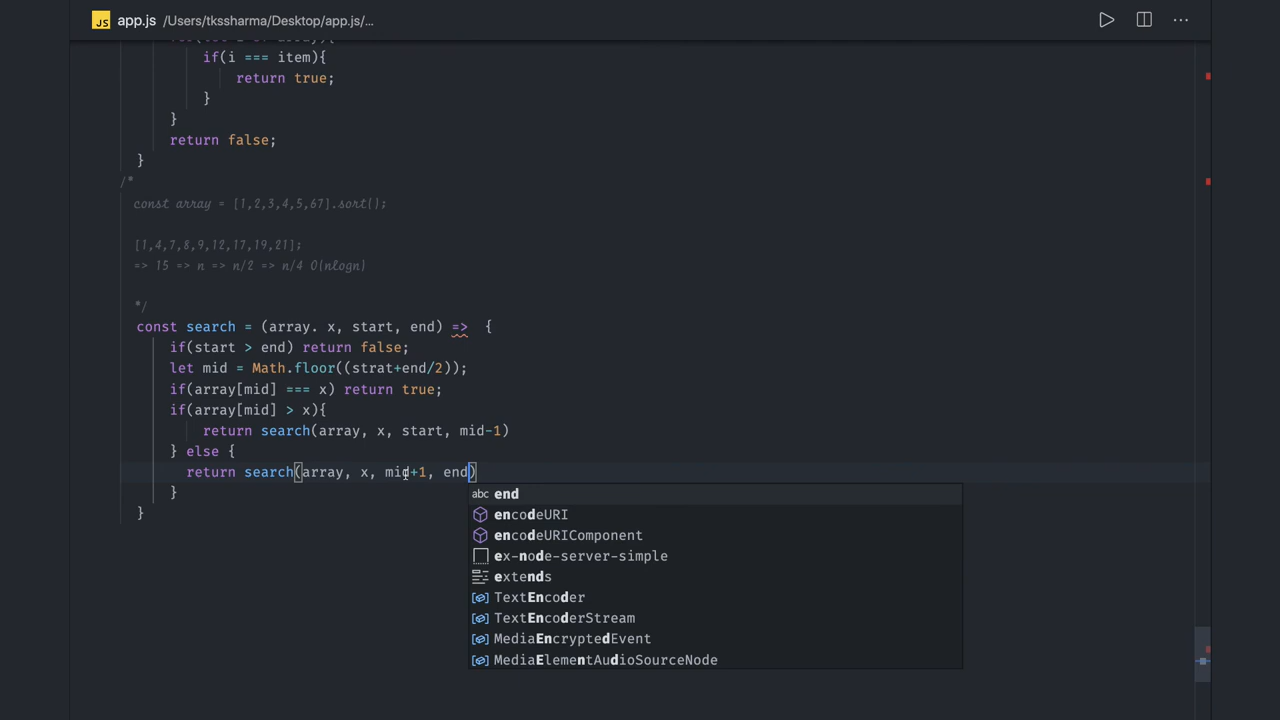 JS app.js /Users/tkssharma/Desktop/app.js/… ...
if(i === item){
return true;
}
}
return false;
}
/*
const array = [1,2,3,4,5,67].sort();
[1,4,7,8,9,12,17,19,21];
=> 15 => n => n/2 => n/4 O(nlogn)
*/
const search = (array. x, start, end) => {
if(start > end) return false;
let mid = Math.floor((strat+end/2));
if(array[mid] === x) return true;
if(array[mid] > x){
return search(array, x, start, mid-1)
} else {
return search(array, x, mid+1, end)
}
}
abc end
encodeURI
encodeURIComponent
ex-node-server-simple
extends
TextEncoder
TextEncoderStream
MediaEncryptedEvent
MediaElementAudioSourceNode